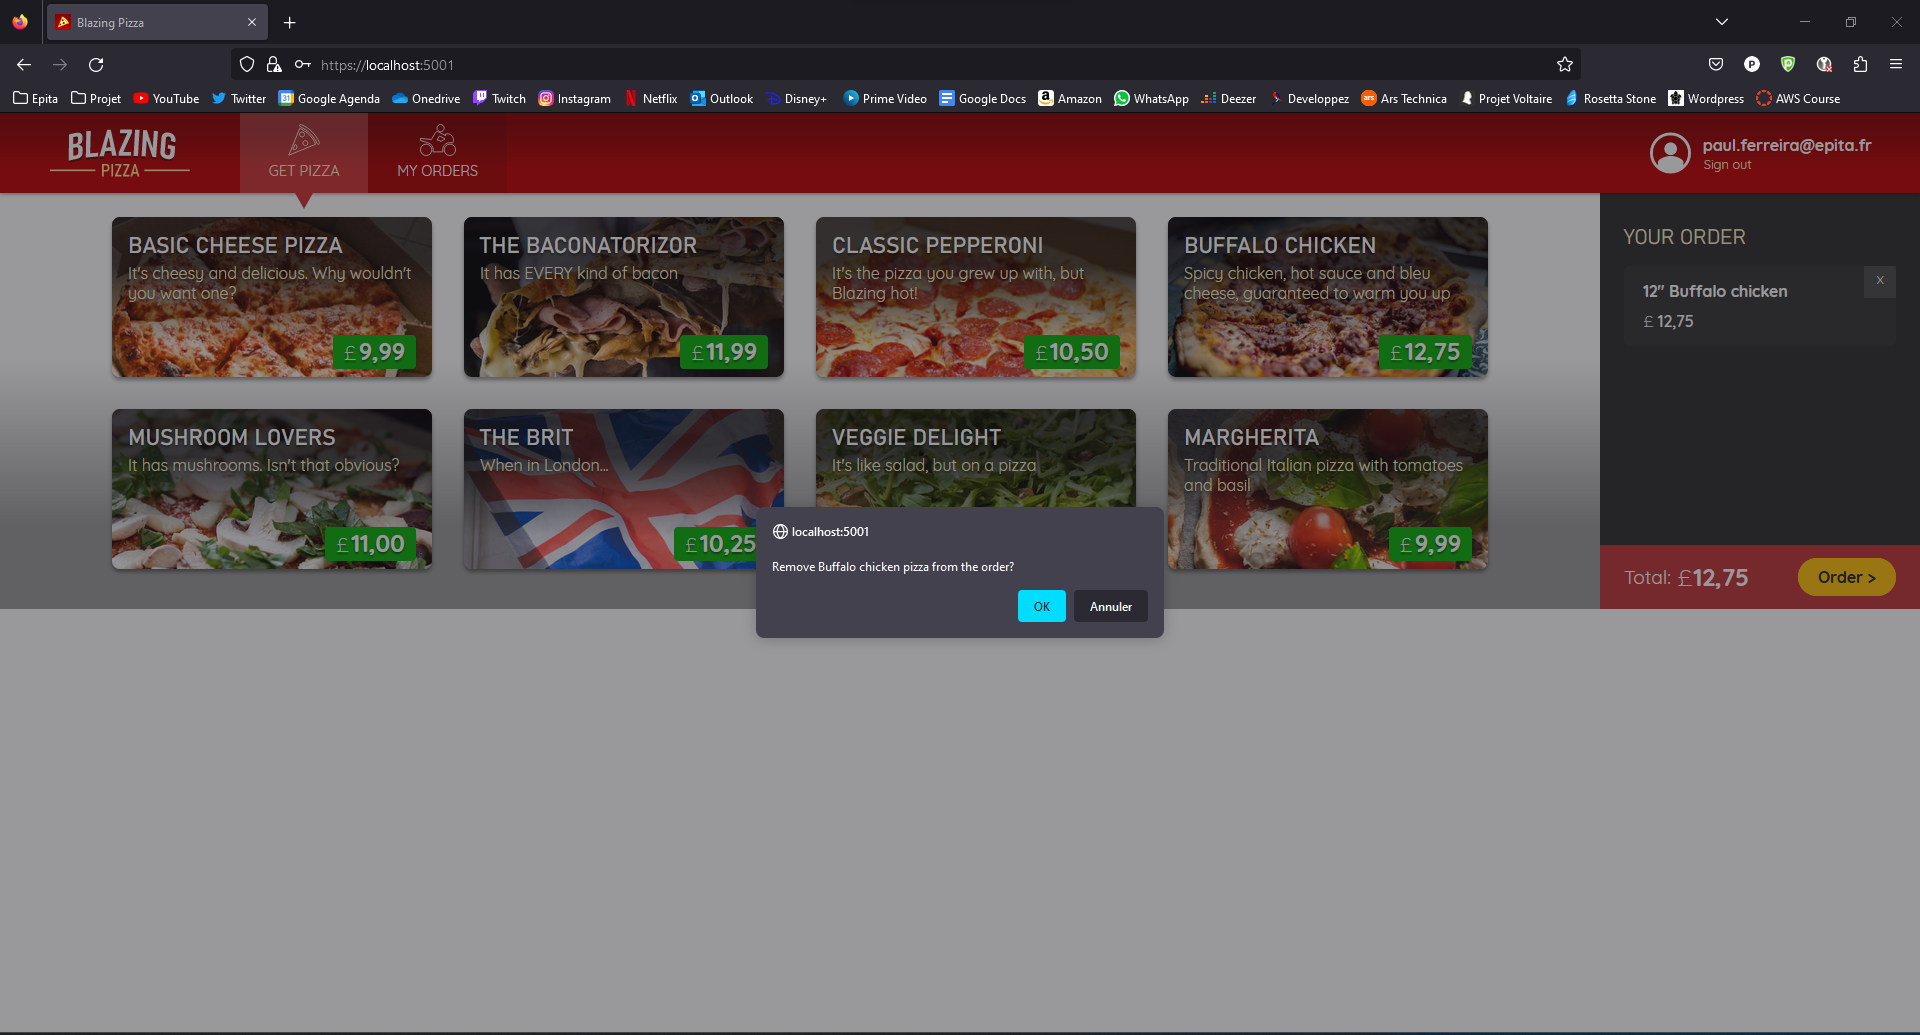 Blazing Pizza
https://localhost:5001
Epita Projet YouTube Twitter Google Agenda Onedrive Twitch Instagram Netflix Outlook Disney+ Prime Video Google Docs Amazon WhatsApp Deezer Developpez Ars Technica Projet Voltaire Rosetta Stone Wordpress AWS Course
BLAZING
PIZZA
GET PIZZA
MY ORDERS
paul.ferreira@epita.fr
Sign out
BASIC CHEESE PIZZA
It's cheesy and delicious. Why wouldn't
you want one?
£9,99
THE BACONATORIZOR
It has EVERY kind of bacon
£11,99
CLASSIC PEPPERONI
It's the pizza you grew up with, but
Blazing hot!
£10,50
BUFFALO CHICKEN
Spicy chicken, hot sauce and bleu
cheese, guaranteed to warm you up
£12,75
MUSHROOM LOVERS
It has mushrooms. Isn't that obvious?
£11,00
THE BRIT
When in London...
£10,25
VEGGIE DELIGHT
It's like salad, but on a pizza
MARGHERITA
Traditional Italian pizza with tomatoes
and basil
£9,99
YOUR ORDER
x
12" Buffalo chicken
£12,75
Total: £12,75
Order >
localhost:5001
Remove Buffalo chicken pizza from the order?
OK
Annuler